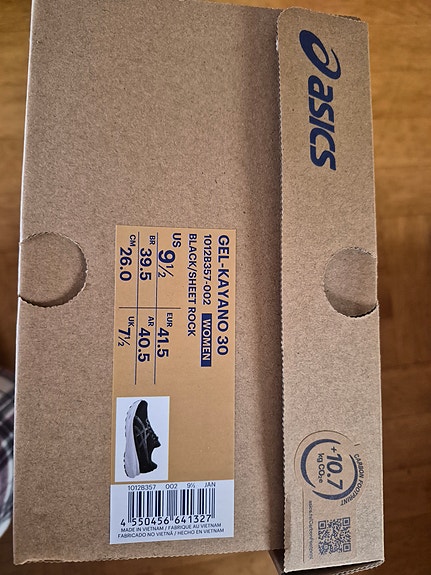 asics
GEL-KAYANO 30
1012B357-002 WOMEN
BLACK/SHEET ROCK
US 9½ EUR 41.5
BR 39.5 AR 40.5
CM 26.0 UK 7½
1012B357 002 9½ JAN
4 550456 641327
MADE IN VIETNAM / FABRIQUE AU VIETNAM
FABRICADO NO VIETNÃ / HECHO EN VIETNAM
CARBON FOOTPRINT
+10.7
kg CO₂e